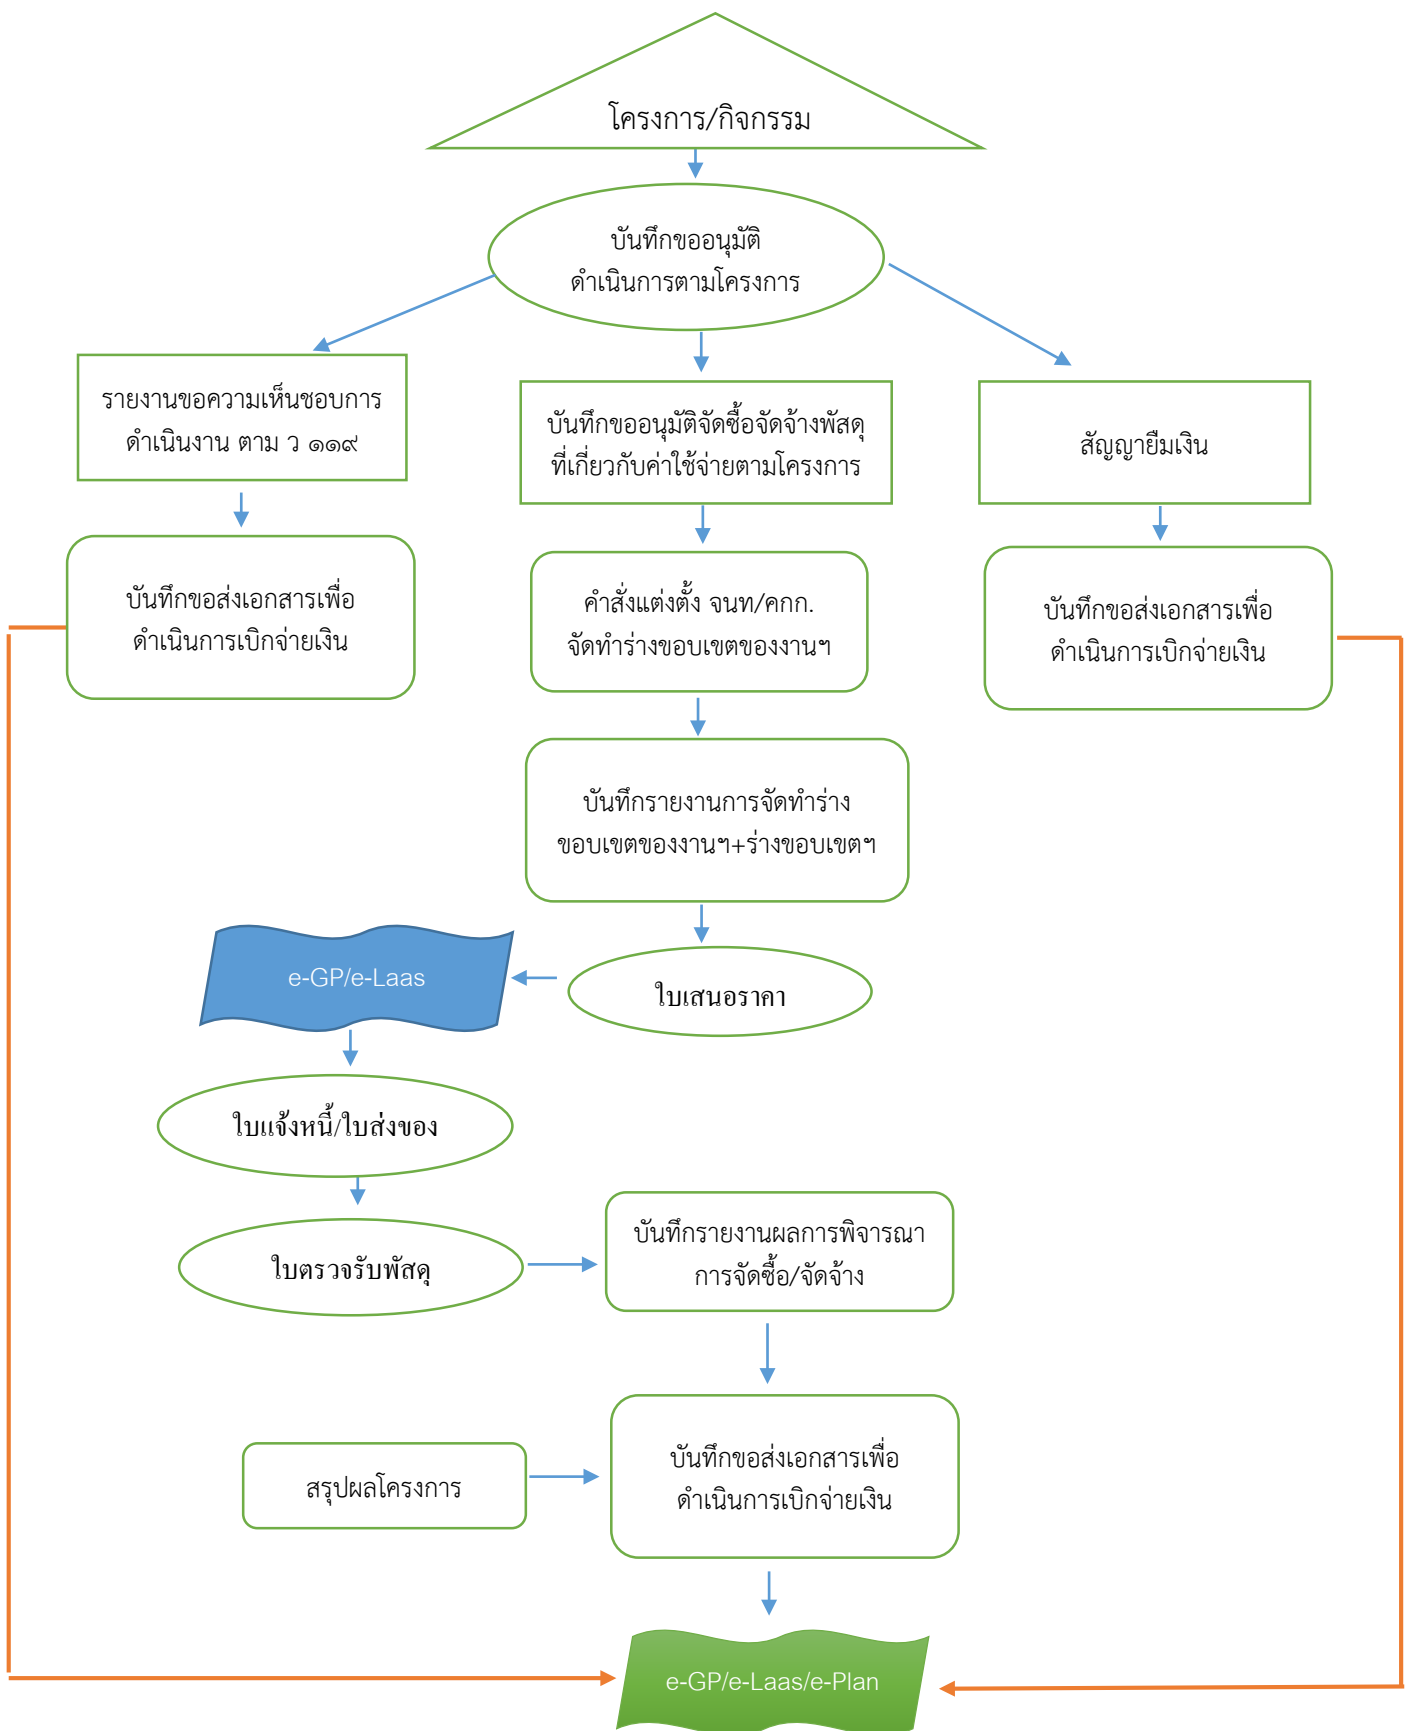 โครงการ/กิจกรรม
บันทึกขออนุมัติ
ดำเนินการตามโครงการ
รายงานขอความเห็นชอบการ
ดำเนินงาน ตาม ว ๑๑๙
บันทึกขออนุมัติจัดซื้อจัดจ้างพัสดุ
ที่เกี่ยวกับค่าใช้จ่ายตามโครงการ
สัญญายืมเงิน
บันทึกขอส่งเอกสารเพื่อ
ดำเนินการเบิกจ่ายเงิน
คำสั่งแต่งตั้ง จนท/คกก.
จัดทำร่างขอบเขตของงานฯ
บันทึกขอส่งเอกสารเพื่อ
ดำเนินการเบิกจ่ายเงิน
บันทึกรายงานการจัดทำร่าง
ขอบเขตของงานฯ+ร่างขอบเขตฯ
e-GP/e-Laas
ใบเสนอราคา
ใบแจ้งหนี้/ใบส่งของ
ใบตรวจรับพัสดุ
บันทึกรายงานผลการพิจารณา
การจัดซื้อ/จัดจ้าง
สรุปผลโครงการ
บันทึกขอส่งเอกสารเพื่อ
ดำเนินการเบิกจ่ายเงิน
e-GP/e-Laas/e-Plan